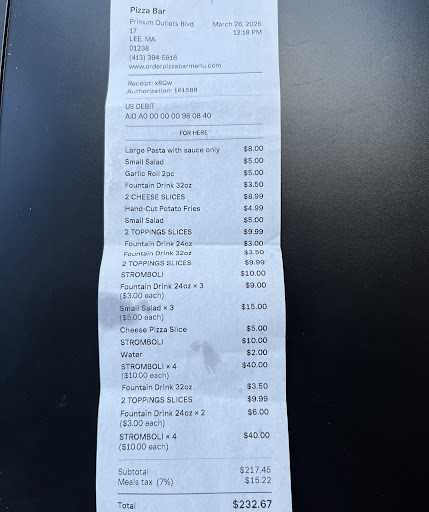 Pizza Bar
Primum Outlets Blvd
March 26, 2025
17
12:18 PM
LEE, MA
01238
(413) 394-5816
www.orderpizzabarmenu.com
Receipt: x8Gw
Authorization: 161588
US DEBIT
AID A0 00 00 00 98 08 40
FOR HERE
Large Pasta with sauce only $8.00
Small Salad $5.00
Garlic Roll 2pc $5.00
Fountain Drink 32oz $3.50
2 CHEESE SLICES $8.99
Hand-Cut Potato Fries $4.99
Small Salad $5.00
2 TOPPINGS SLICES $9.99
Fountain Drink 24oz $3.00
Fountain Drink 32oz $3.50
2 TOPPINGS SLICES $9.99
STROMBOLI $10.00
Fountain Drink 24oz × 3 $9.00
($3.00 each)
Small Salad × 3 $15.00
($5.00 each)
Cheese Pizza Slice $5.00
STROMBOLI $10.00
Water $2.00
STROMBOLI × 4 $40.00
($10.00 each)
Fountain Drink 32oz $3.50
2 TOPPINGS SLICES $9.99
Fountain Drink 24oz × 2 $6.00
($3.00 each)
STROMBOLI × 4 $40.00
($10.00 each)
Subtotal $217.45
Meals tax (7%) $15.22
Total $232.67